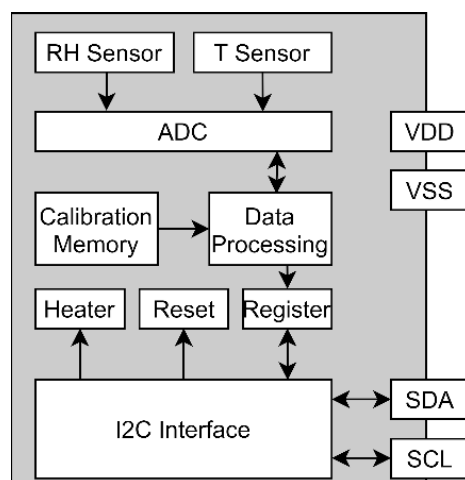 RH Sensor
T Sensor
ADC
VDD
VSS
Calibration
Memory
Data
Processing
Heater
Reset
Register
I2C Interface
SDA
SCL